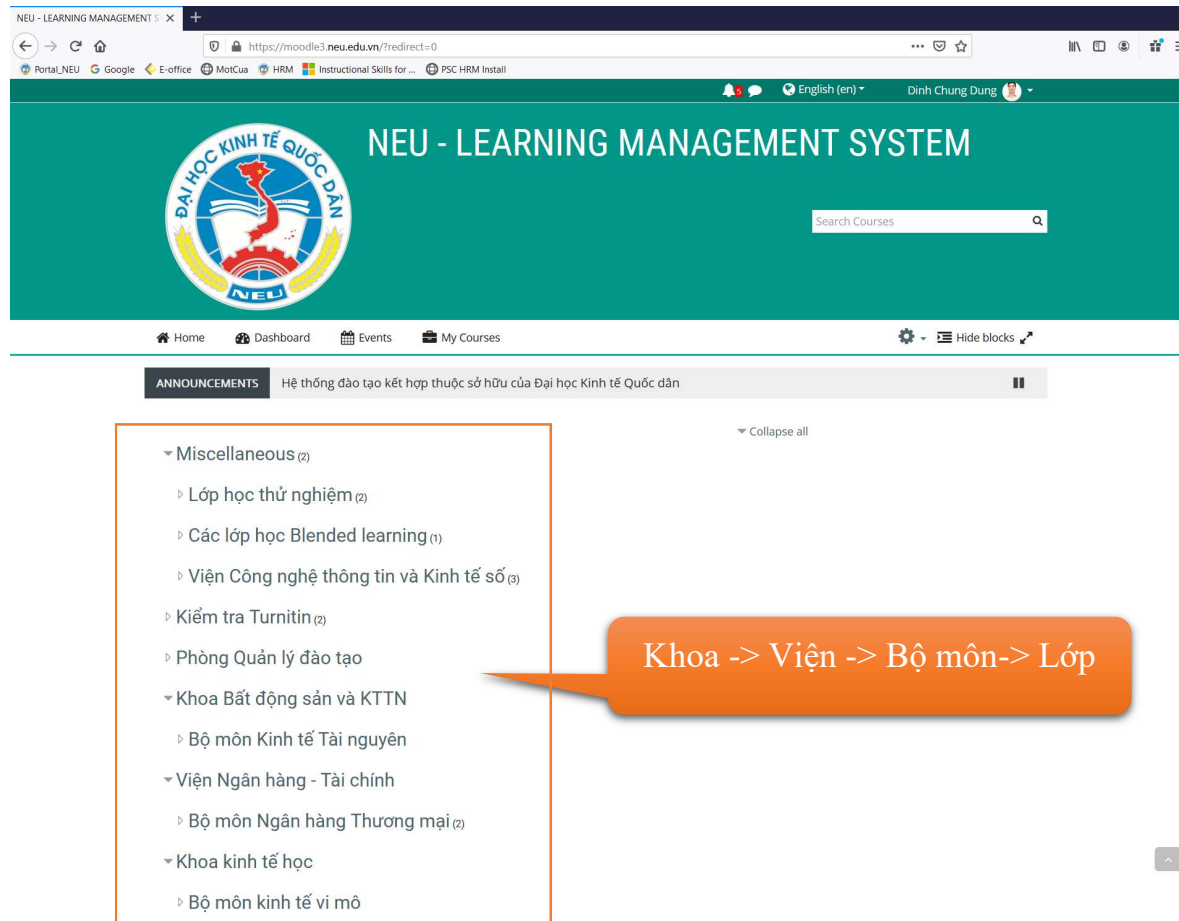 NEU - LEARNING MANAGEMENT S
https://moodle3.neu.edu.vn/?redirect=0
Portal_NEU Google E-office MotCua HRM Instructional Skills for ... PSC HRM Install
5 English (en) Dinh Chung Dung
ĐẠI HỌC KINH TẾ QUỐC DÂN
NEU
NEU - LEARNING MANAGEMENT SYSTEM
Search Courses
Home Dashboard Events My Courses Hide blocks
ANNOUNCEMENTS Hệ thống đào tạo kết hợp thuộc sở hữu của Đại học Kinh tế Quốc dân
Collapse all
Miscellaneous (2)
Lớp học thử nghiệm (2)
Các lớp học Blended learning (1)
Viện Công nghệ thông tin và Kinh tế số (3)
Kiểm tra Turnitin (2)
Khoa -> Viện -> Bộ môn-> Lớp
Phòng Quản lý đào tạo
Khoa Bất động sản và KTTN
Bộ môn Kinh tế Tài nguyên
Viện Ngân hàng - Tài chính
Bộ môn Ngân hàng Thương mại (2)
Khoa kinh tế học
Bộ môn kinh tế vi mô